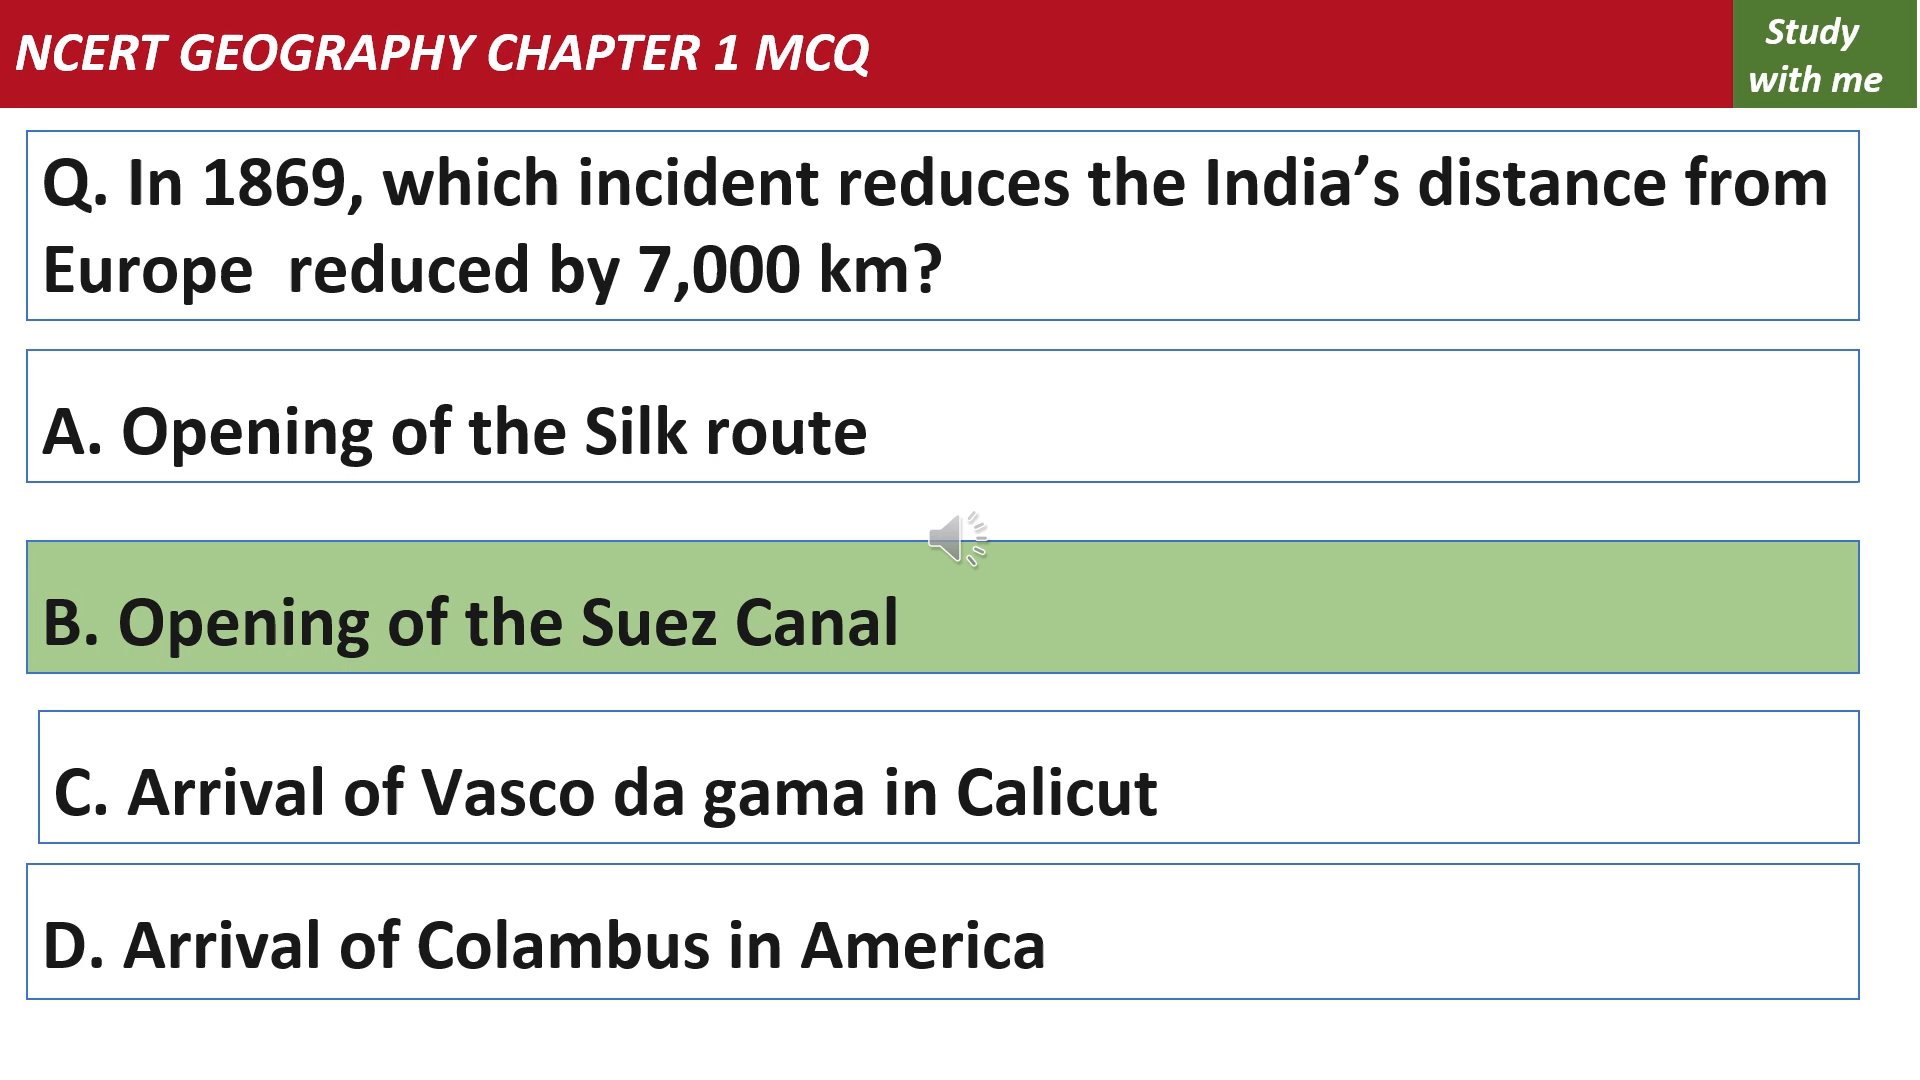 NCERT GEOGRAPHY CHAPTER 1 MCQ
Study
with me
Q. In 1869, which incident reduces the India’s distance from
Europe  reduced by 7,000 km?
A. Opening of the Silk route
B. Opening of the Suez Canal
C. Arrival of Vasco da gama in Calicut
D. Arrival of Colambus in America